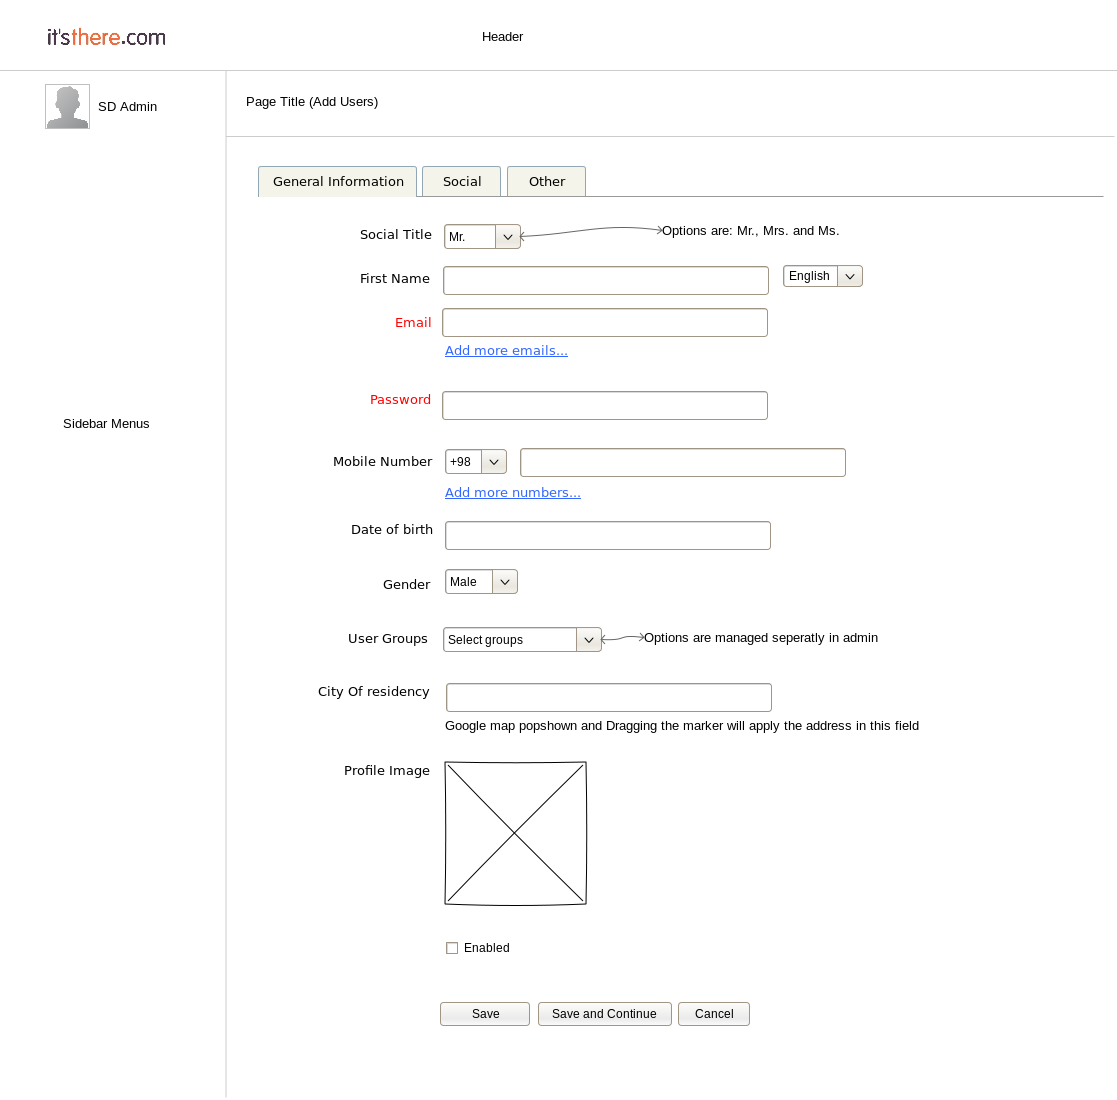 it'sthere.com
Header
SD Admin
Page Title (Add Users)
General Information
Social
Other
Social Title
Mr.
Options are: Mr., Mrs. and Ms.
First Name
English
Email
Add more emails...
Password
Sidebar Menus
Mobile Number
+98
Add more numbers...
Date of birth
Gender
Male
User Groups
Select groups
Options are managed seperatly in admin
City Of residency
Google map popshown and Dragging the marker will apply the address in this field
Profile Image
Enabled
Save
Save and Continue
Cancel